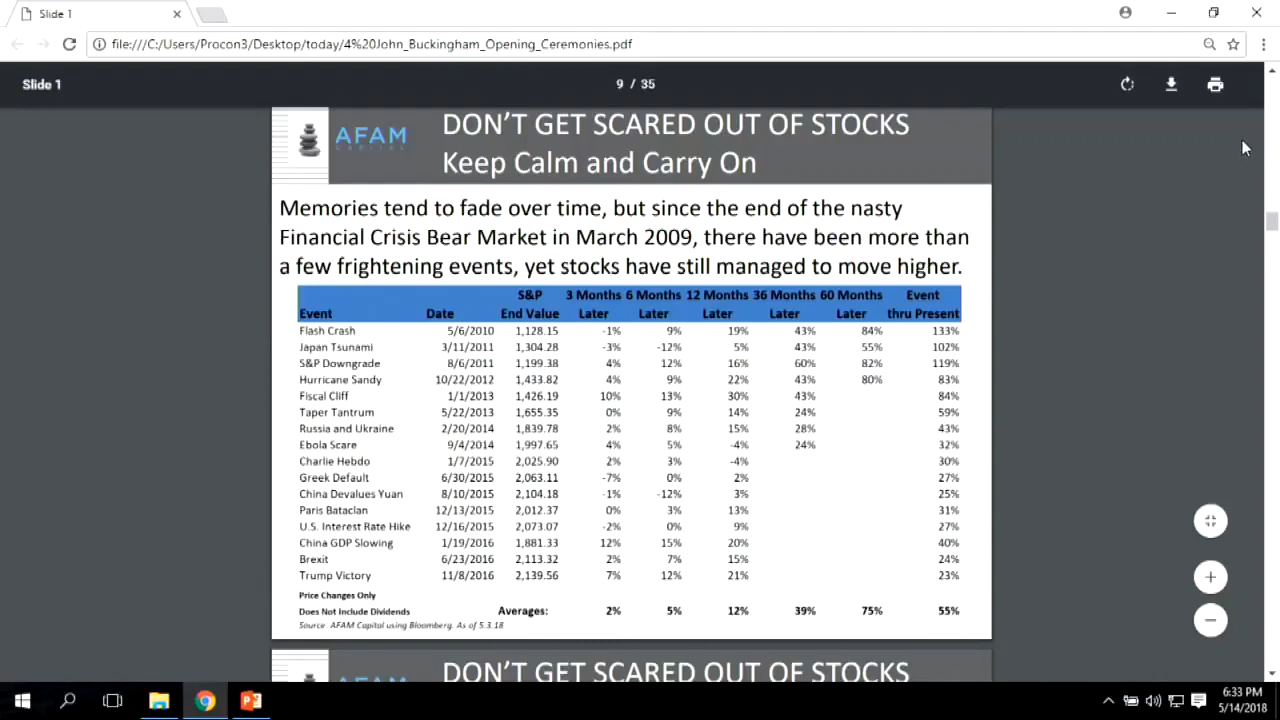 Slide 1
file:///C:/Users/Procon3/Desktop/today/4%20John_Buckingham_Opening_Ceremonies.pdf
Slide 1 9 / 35
AFAM
CAPITAL
DON'T GET SCARED OUT OF STOCKS
Keep Calm and Carry On
Memories tend to fade over time, but since the end of the nasty
Financial Crisis Bear Market in March 2009, there have been more than
a few frightening events, yet stocks have still managed to move higher.
S&P 3 Months 6 Months 12 Months 36 Months 60 Months Event
Event Date End Value Later Later Later Later Later thru Present
Flash Crash 5/6/2010 1,128.15 -1% 9% 19% 43% 84% 133%
Japan Tsunami 3/11/2011 1,304.28 -3% -12% 5% 43% 55% 102%
S&P Downgrade 8/6/2011 1,199.38 4% 12% 16% 60% 82% 119%
Hurricane Sandy 10/22/2012 1,433.82 4% 9% 22% 43% 80% 83%
Fiscal Cliff 1/1/2013 1,426.19 10% 13% 30% 43% 84%
Taper Tantrum 5/22/2013 1,655.35 0% 9% 14% 24% 59%
Russia and Ukraine 2/20/2014 1,839.78 2% 8% 15% 28% 43%
Ebola Scare 9/4/2014 1,997.65 4% 5% -4% 24% 32%
Charlie Hebdo 1/7/2015 2,025.90 2% 3% -4% 30%
Greek Default 6/30/2015 2,063.11 -7% 0% 2% 27%
China Devalues Yuan 8/10/2015 2,104.18 -1% -12% 3% 25%
Paris Bataclan 12/13/2015 2,012.37 0% 3% 13% 31%
U.S. Interest Rate Hike 12/16/2015 2,073.07 -2% 0% 9% 27%
China GDP Slowing 1/19/2016 1,881.33 12% 15% 20% 40%
Brexit 6/23/2016 2,113.32 2% 7% 15% 24%
Trump Victory 11/8/2016 2,139.56 7% 12% 21% 23%
Price Changes Only
Does Not Include Dividends Averages: 2% 5% 12% 39% 75% 55%
Source: AFAM Capital using Bloomberg. As of 5.3.18
DON'T GET SCARED OUT OF STOCKS
6:33 PM
5/14/2018